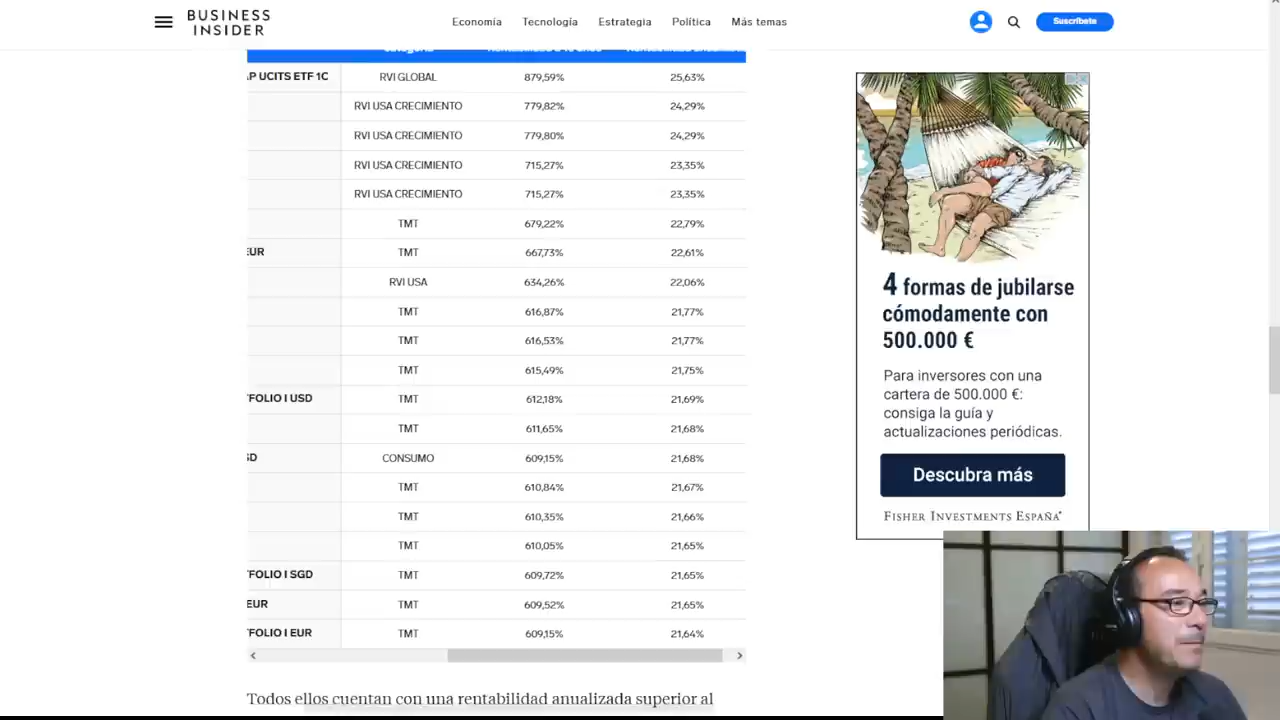 BUSINESS
INSIDER
Economía Tecnología Estrategia Política Más temas
Suscríbete
P UCITS ETF 1C RVI GLOBAL 879,59% 25,63%
RVI USA CRECIMIENTO 779,82% 24,29%
RVI USA CRECIMIENTO 779,80% 24,29%
RVI USA CRECIMIENTO 715,27% 23,35%
RVI USA CRECIMIENTO 715,27% 23,35%
TMT 679,22% 22,79%
EUR TMT 667,73% 22,61%
RVI USA 634,26% 22,06%
TMT 616,87% 21,77%
TMT 616,53% 21,77%
TMT 615,49% 21,75%
TFOLIO I USD TMT 612,18% 21,69%
TMT 611,65% 21,68%
SD CONSUMO 609,15% 21,68%
TMT 610,84% 21,67%
TMT 610,35% 21,66%
TMT 610,05% 21,65%
TFOLIO I SGD TMT 609,72% 21,65%
EUR TMT 609,52% 21,65%
TFOLIO I EUR TMT 609,15% 21,64%
Todos ellos cuentan con una rentabilidad anualizada superior al
4 formas de jubilarse
cómodamente con
500.000 €
Para inversores con una
cartera de 500.000 €:
consiga la guía y
actualizaciones periódicas.
Descubra más
FISHER INVESTMENTS ESPAÑA